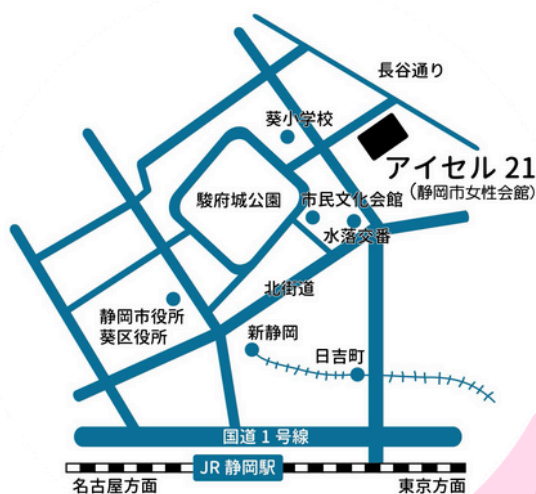 長谷通り
葵小学校
アイセル21
(静岡市女性会館)
駿府城公園
市民文化会館
水落交番
北街道
静岡市役所
葵区役所
新静岡
日吉町
国道1号線
JR 静岡駅
名古屋方面
東京方面